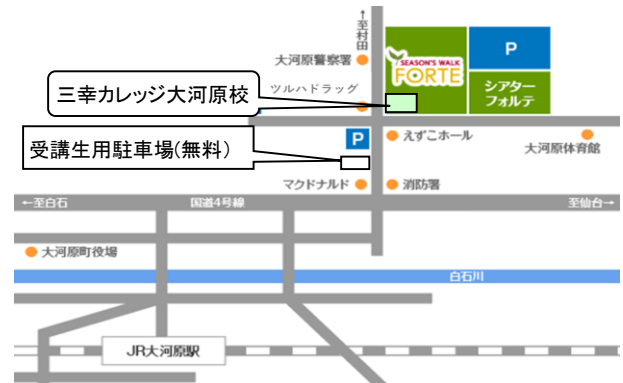 ↑至村田
大河原警察署
SEASON'S WALK
FORTE
P
シアター
フォルテ
三幸カレッジ大河原校
ツルハドラッグ
受講生用駐車場(無料)
P
えずこホール
大河原体育館
マクドナルド
消防署
←至白石
国道4号線
至仙台→
大河原町役場
白石川
JR大河原駅